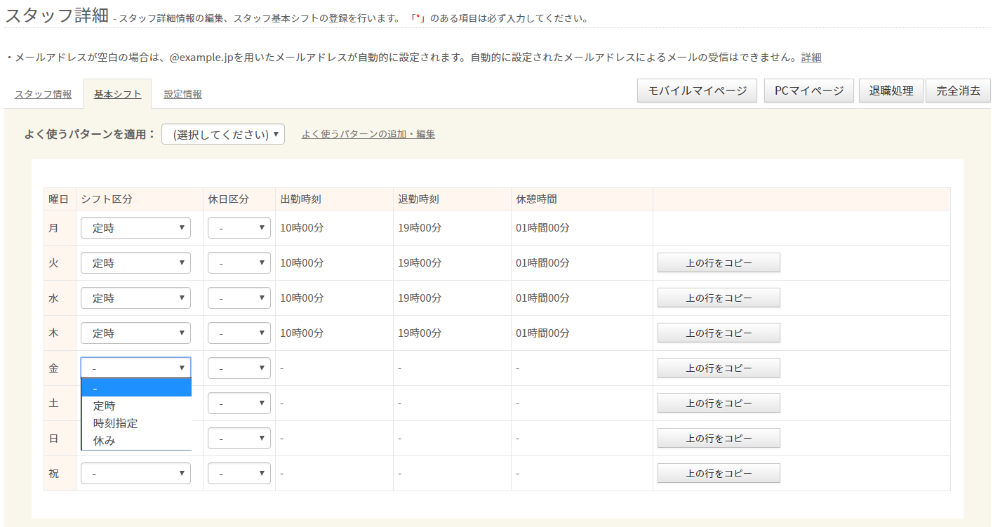 スタッフ詳細 - スタッフ詳細情報の編集、スタッフ基本シフトの登録を行います。「*」のある項目は必ず入力してください。
・メールアドレスが空白の場合は、@example.jpを用いたメールアドレスが自動的に設定されます。自動的に設定されたメールアドレスによるメールの受信はできません。詳細
スタッフ情報 基本シフト 設定情報 モバイルマイページ PCマイページ 退職処理 完全消去
よく使うパターンを適用： (選択してください) ▼ よく使うパターンの追加・編集
曜日 シフト区分 休日区分 出勤時刻 退勤時刻 休憩時間
月 定時 ▼ - ▼ 10時00分 19時00分 01時間00分
火 定時 ▼ - ▼ 10時00分 19時00分 01時間00分 上の行をコピー
水 定時 ▼ - ▼ 10時00分 19時00分 01時間00分 上の行をコピー
木 定時 ▼ - ▼ 10時00分 19時00分 01時間00分 上の行をコピー
金 - ▼ - ▼ - - - 上の行をコピー
-
定時
時刻指定
休み
土 - ▼ - - - 上の行をコピー
日 - ▼ - - - 上の行をコピー
祝 - ▼ - ▼ - - - 上の行をコピー